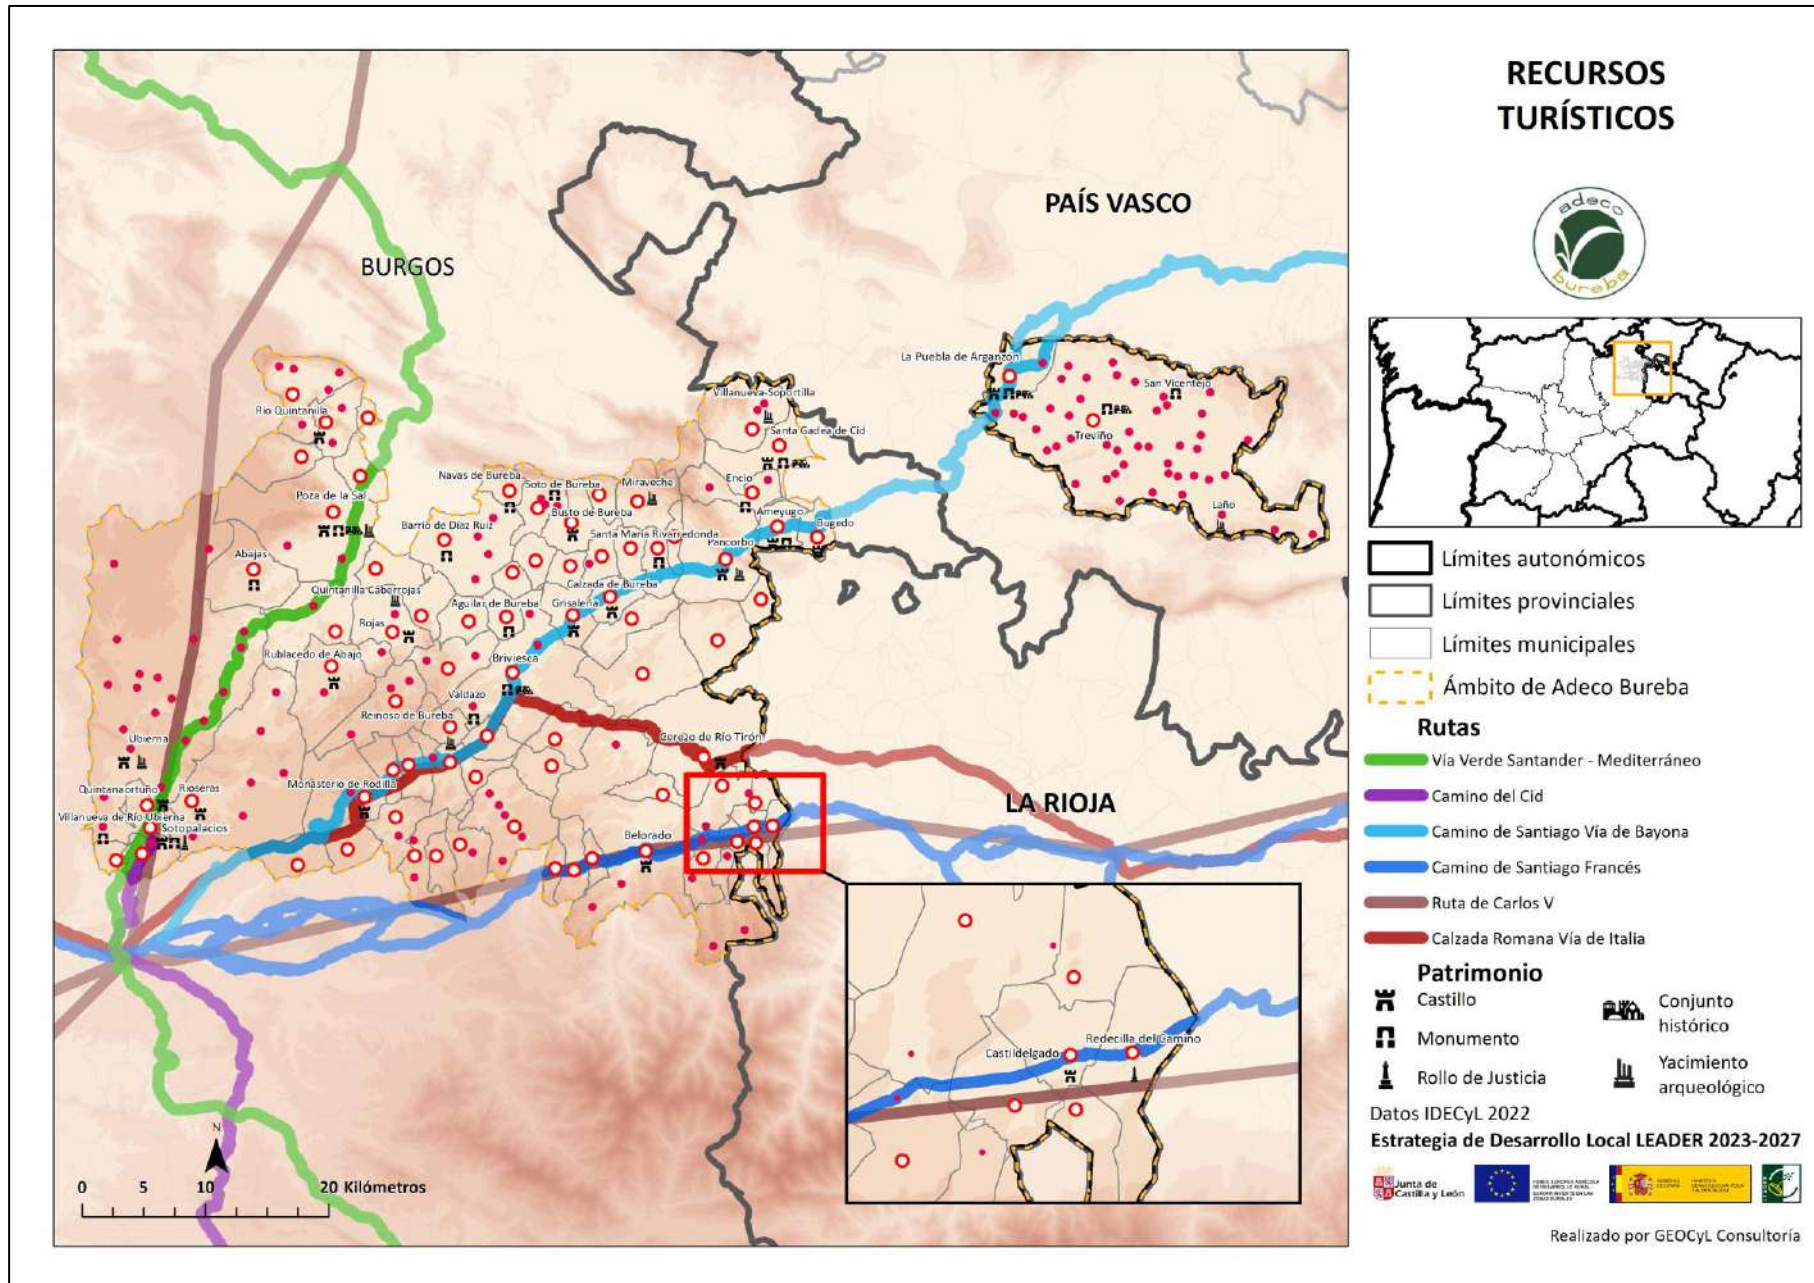 RECURSOS
TURÍSTICOS
adeco
bureba
PAÍS VASCO
BURGOS
LA RIOJA
La Puebla de Arganzón
San Vicentejo
Treviño
Laño
Villanueva-Soportilla
Santa Gadea de Cid
Encio
Ameyugo
Bugedo
Río Quintanilla
Poza de la Sal
Navas de Bureba
Soto de Bureba
Miraveche
Busto de Bureba
Barrio de Díaz Ruiz
Santa María Rivarredonda
Pancorbo
Abajas
Quintanilla Cabrerojas
Calzada de Bureba
Aguilar de Bureba
Grisaleña
Rojas
Rublacedo de Abajo
Briviesca
Valdazo
Reinoso de Bureba
Cerezo de Río Tirón
Ubierna
Monasterio de Rodilla
Quintanaortuño
Rioseras
Villanueva de Río Ubierna
Sotopalacios
Belorado
Castildelgado
Redecilla del Camino
N
0 5 10 20 Kilómetros
Límites autonómicos
Límites provinciales
Límites municipales
Ámbito de Adeco Bureba
Rutas
Vía Verde Santander - Mediterráneo
Camino del Cid
Camino de Santiago Vía de Bayona
Camino de Santiago Francés
Ruta de Carlos V
Calzada Romana Vía de Italia
Patrimonio
Castillo
Monumento
Rollo de Justicia
Conjunto
histórico
Yacimiento
arqueológico
Datos IDECyL 2022
Estrategia de Desarrollo Local LEADER 2023-2027
Junta de
Castilla y León
Realizado por GEOCyL Consultoría